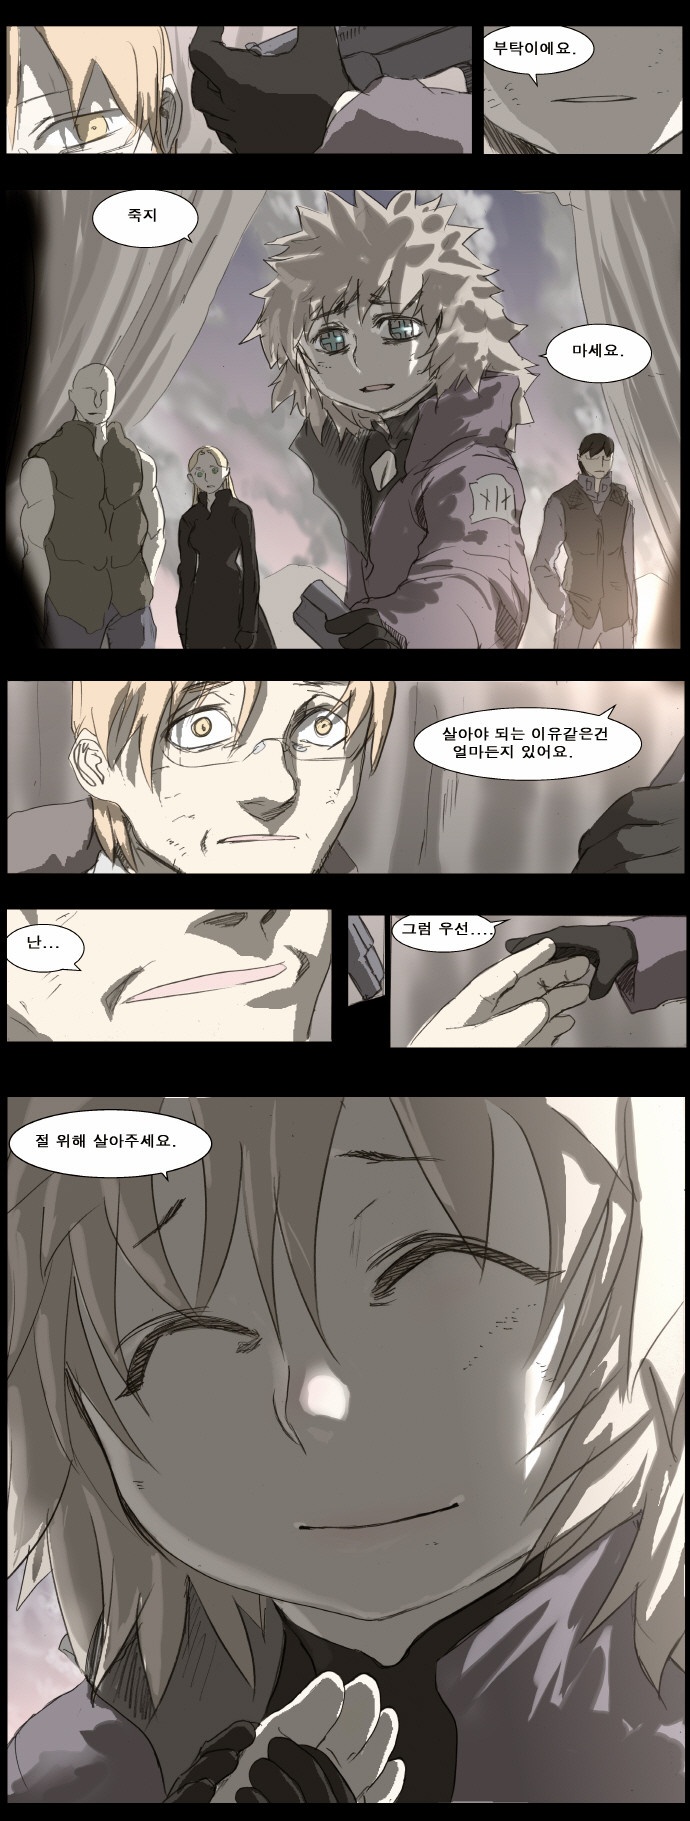 부탁이에요.
죽지
마세요.
살아야 되는 이유같은건
얼마든지 있어요.
난...
그럼 우선....
절 위해 살아주세요.